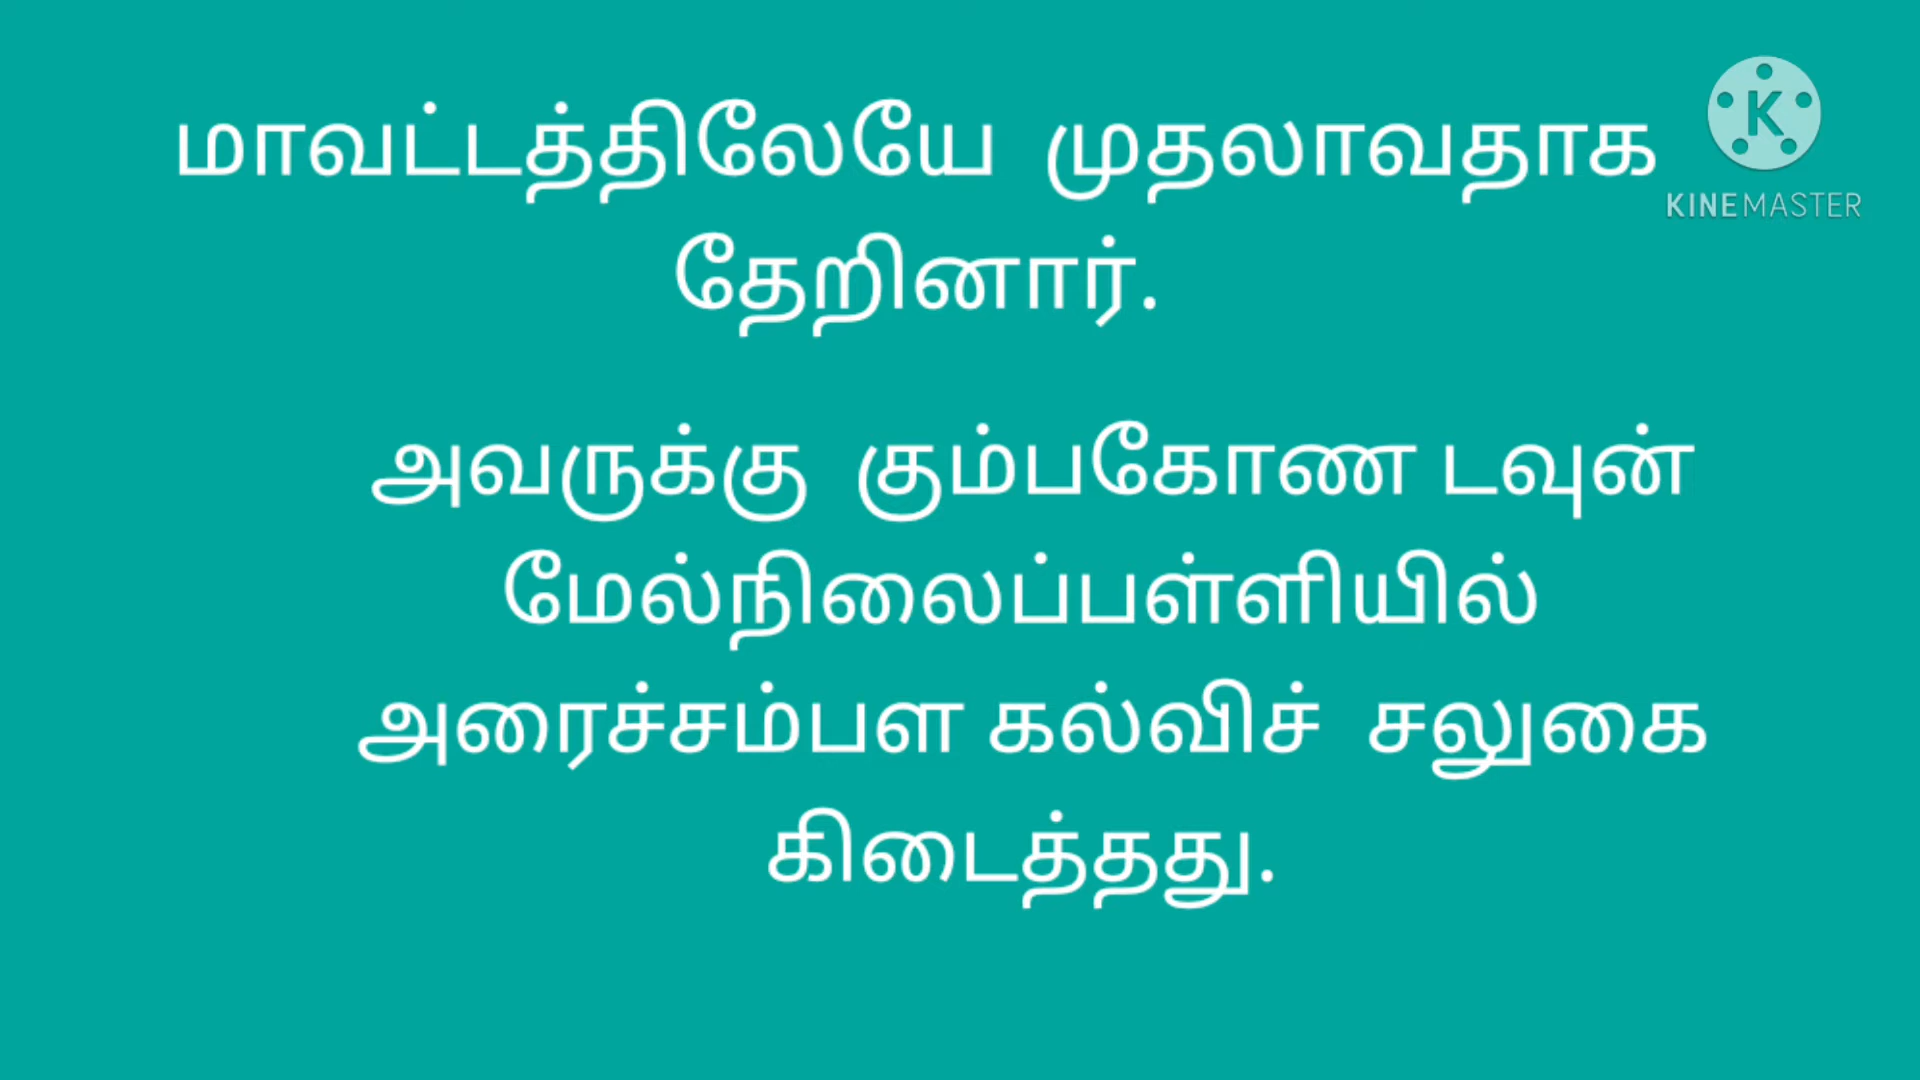 மாவட்டத்திலேயே முதலாவதாக
தேறினார்.
அவருக்கு கும்பகோண டவுன்
மேல்நிலைப்பள்ளியில்
அரைச்சம்பள கல்விச் சலுகை
கிடைத்தது.
K
KINEMASTER